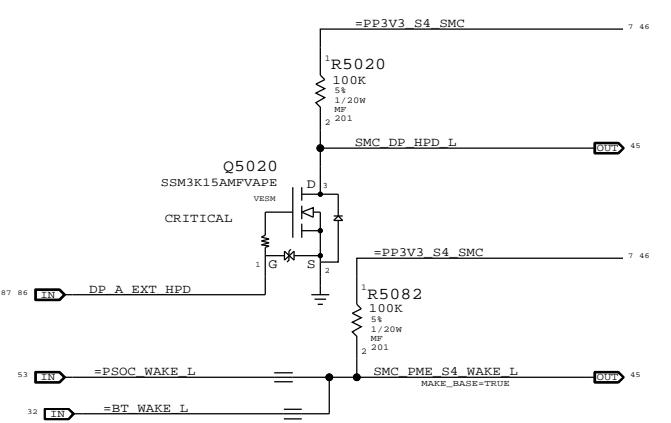 =PP3V3_S4_SMC
7 46
1
R5020
100K
5%
1/20W
MF
201
2
SMC_DP_HPD_L
OUT
45
Q5020
SSM3K15AMFVAPE
VESM
CRITICAL
D
3
1
G
S
2
87 86
IN
DP_A_EXT_HPD
=PP3V3_S4_SMC
7 46
1
R5082
100K
5%
1/20W
MF
201
2
53
IN
=PSOC_WAKE_L
SMC_PME_S4_WAKE_L
MAKE_BASE=TRUE
OUT
45
32
IN
=BT_WAKE_L